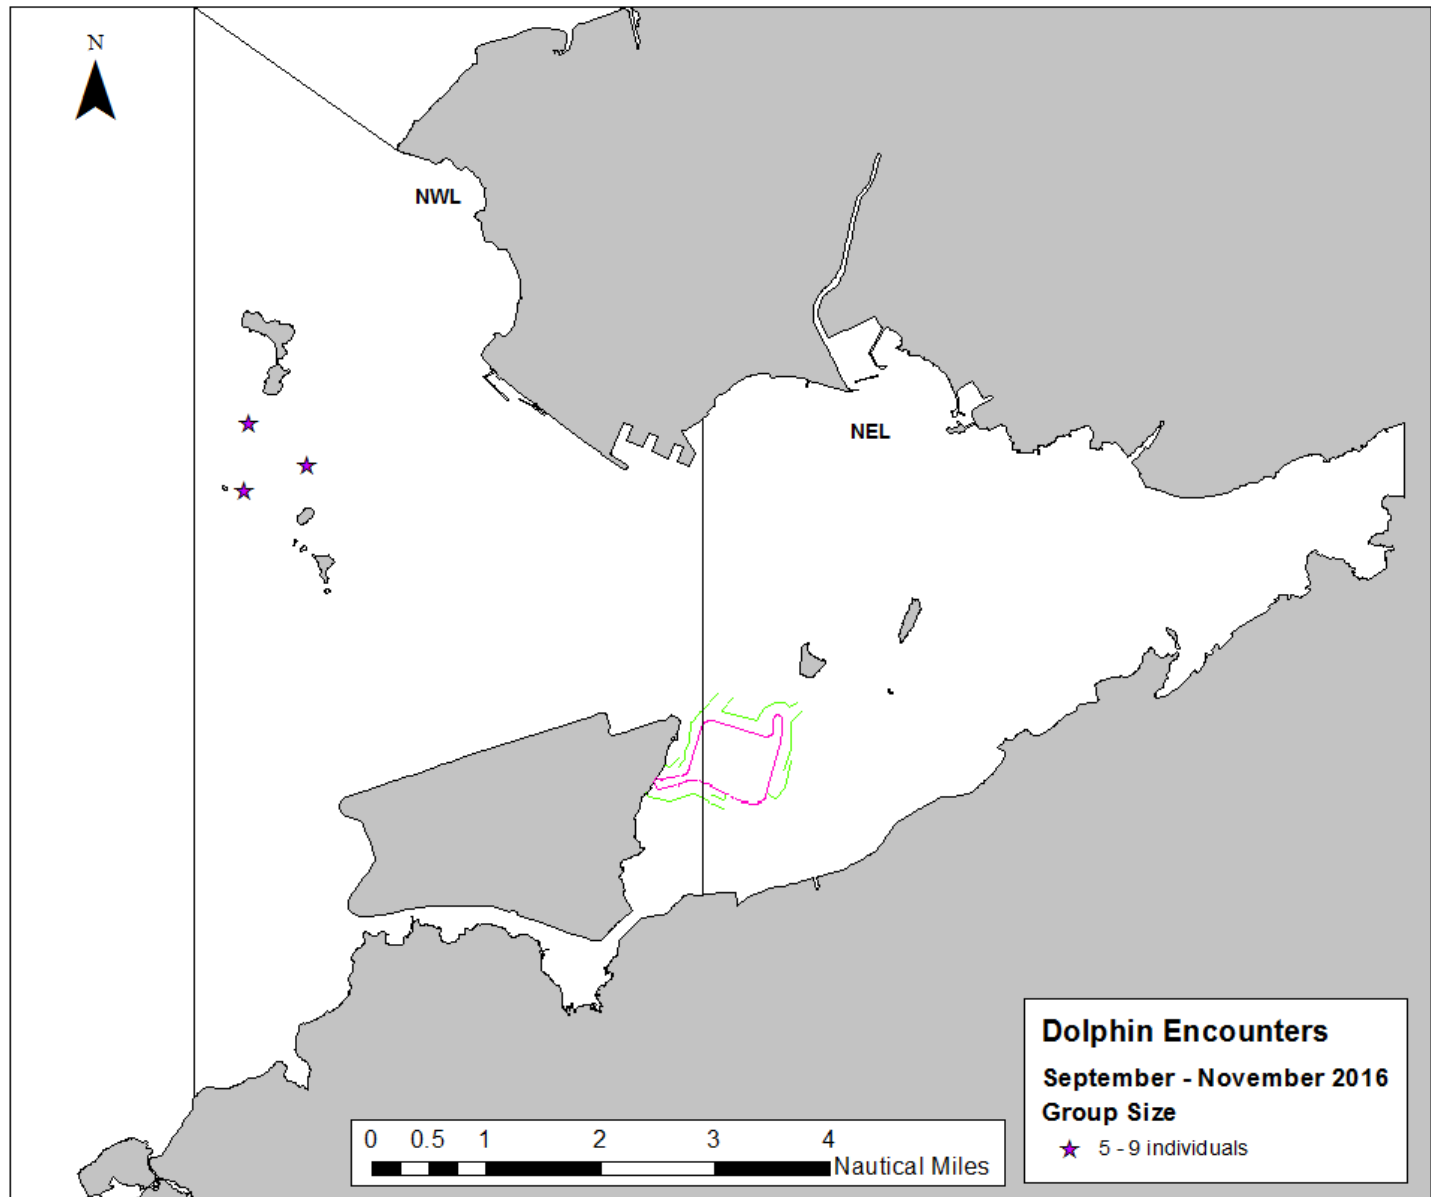 N
NWL
NEL
Dolphin Encounters
September - November 2016
Group Size
5 - 9 individuals
0 0.5 1 2 3 4
Nautical Miles